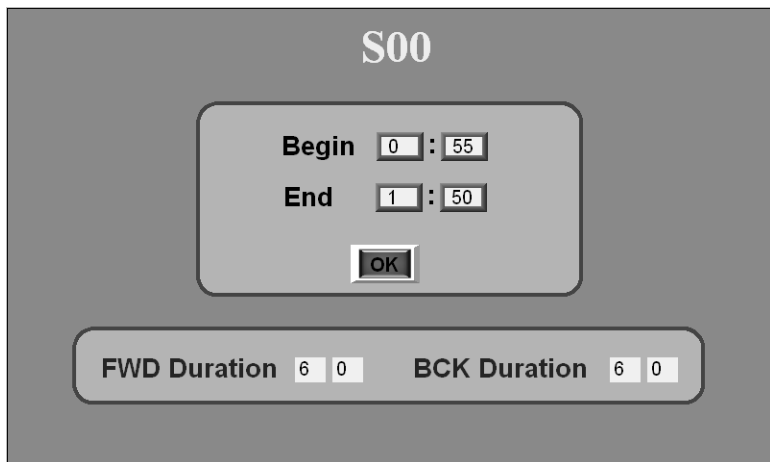 S00
Begin 0 : 55
End 1 : 50
OK
FWD Duration 6 0 BCK Duration 6 0